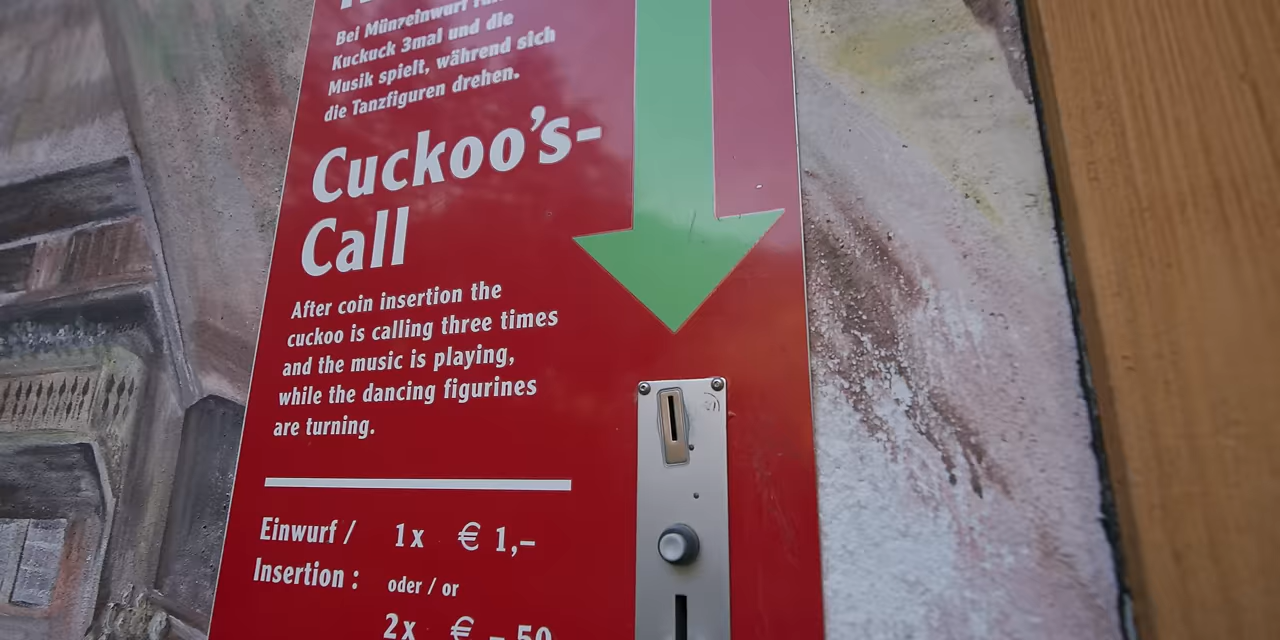 Bei Münzeinwurf
Kuckuck 3mal und die
Musik spielt, während sich
die Tanzfiguren drehen.
Cuckoo's-
Call
After coin insertion the
cuckoo is calling three times
and the music is playing,
while the dancing figurines
are turning.
Einwurf / 1x € 1,–
Insertion :
oder / or
2x € -,50